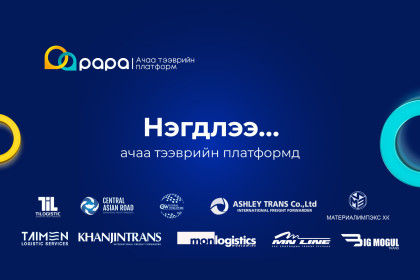 papa
Ачаа тээврийн
платформ
Нэгдлээ...
ачаа тээврийн платформд
TiL
TILOGISTIC
CENTRAL
ASIAN ROAD
ASHLEY TRANS Co.,Ltd
INTERNATIONAL FREIGHT FORWARDER
МАТЕРИАЛИМПЭКС ХК
TAIMEN
LOGISTIC SERVICES
KHANJINTRANS
monlogistics
MN LINE
BIG MOGUL
TRANS